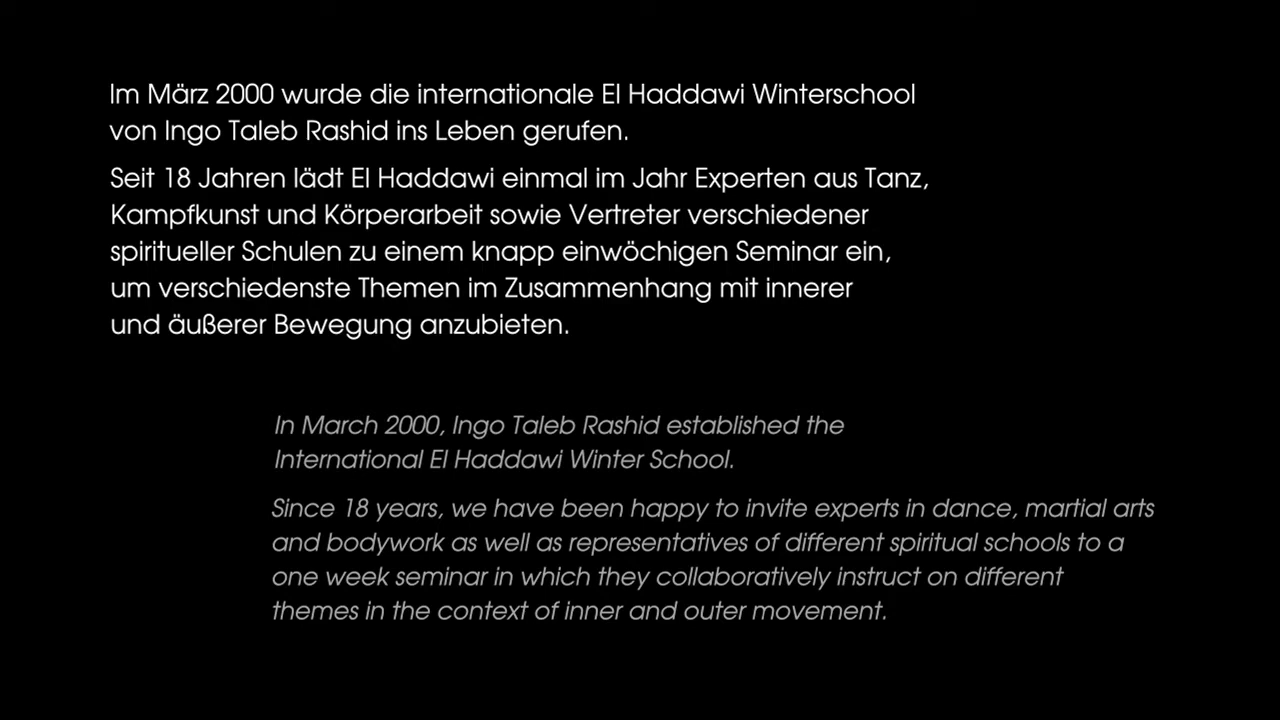 Im März 2000 wurde die internationale El Haddawi Winterschool
von Ingo Taleb Rashid ins Leben gerufen.
Seit 18 Jahren lädt El Haddawi einmal im Jahr Experten aus Tanz,
Kampfkunst und Körperarbeit sowie Vertreter verschiedener
spiritueller Schulen zu einem knapp einwöchigen Seminar ein,
um verschiedenste Themen im Zusammenhang mit innerer
und äußerer Bewegung anzubieten.
In March 2000, Ingo Taleb Rashid established the
International El Haddawi Winter School.
Since 18 years, we have been happy to invite experts in dance, martial arts
and bodywork as well as representatives of different spiritual schools to a
one week seminar in which they collaboratively instruct on different
themes in the context of inner and outer movement.